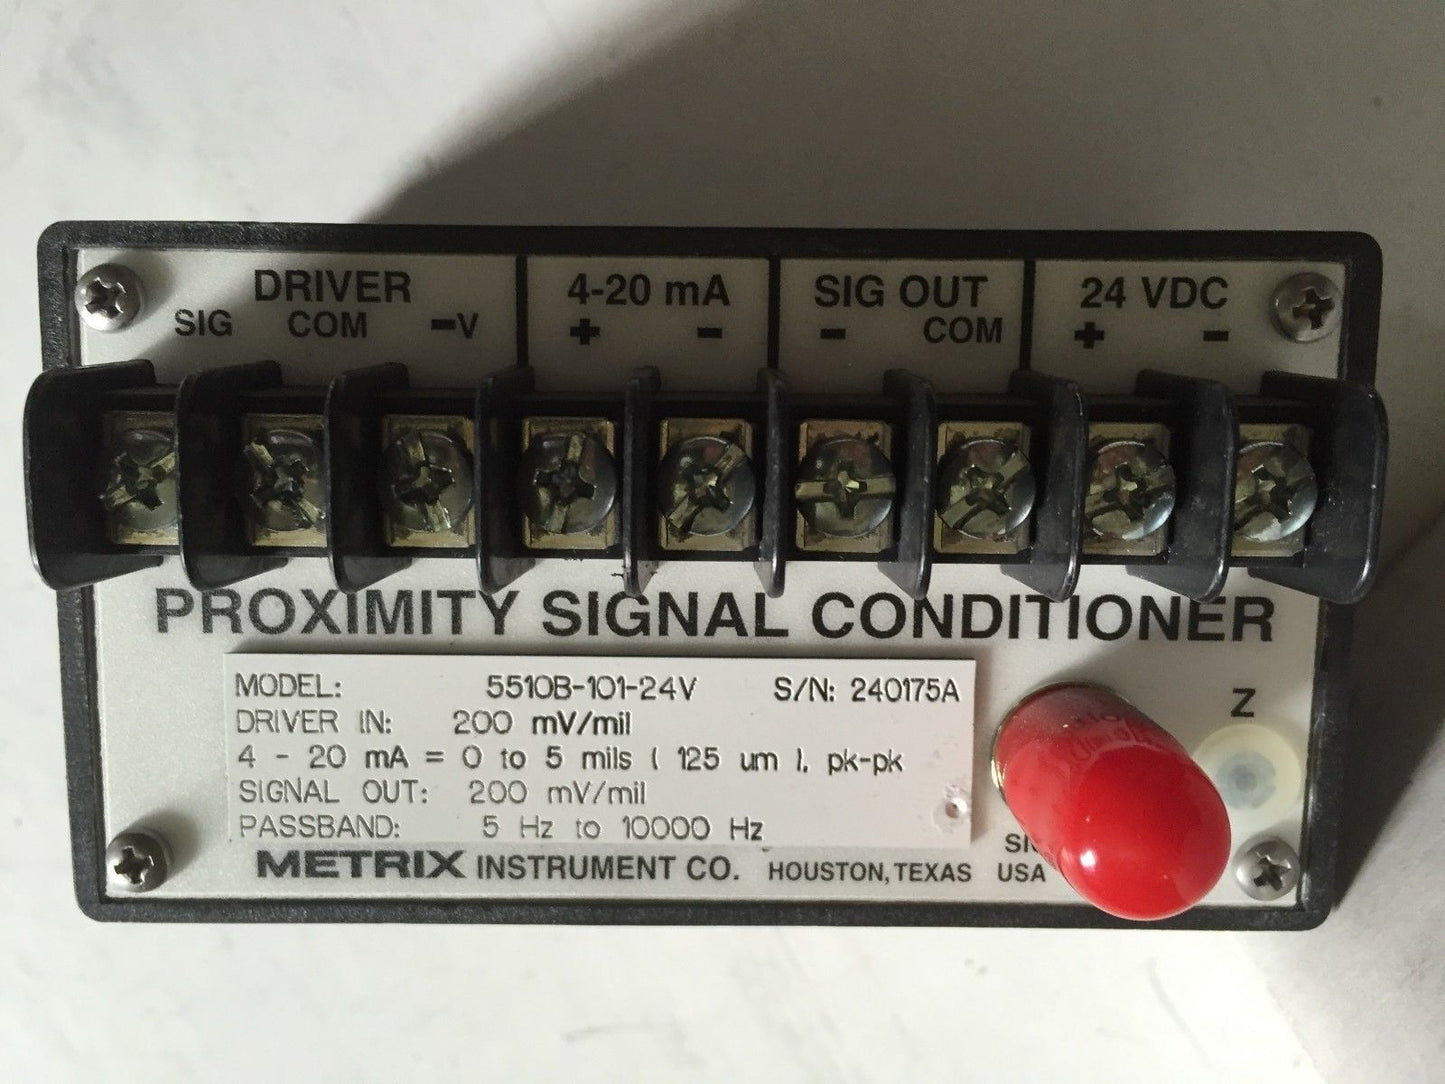 DRIVER 4-20 mA SIG OUT 24 VDC
SIG COM -V + - - COM + -
PROXIMITY SIGNAL CONDITIONER
MODEL: 5510B-101-24V S/N: 240175A
DRIVER IN: 200 mV/mil
4 - 20 mA = 0 to 5 mils ( 125 um ), pk-pk
SIGNAL OUT: 200 mV/mil
PASSBAND: 5 Hz to 10000 Hz
Z
METRIX INSTRUMENT CO. HOUSTON, TEXAS USA